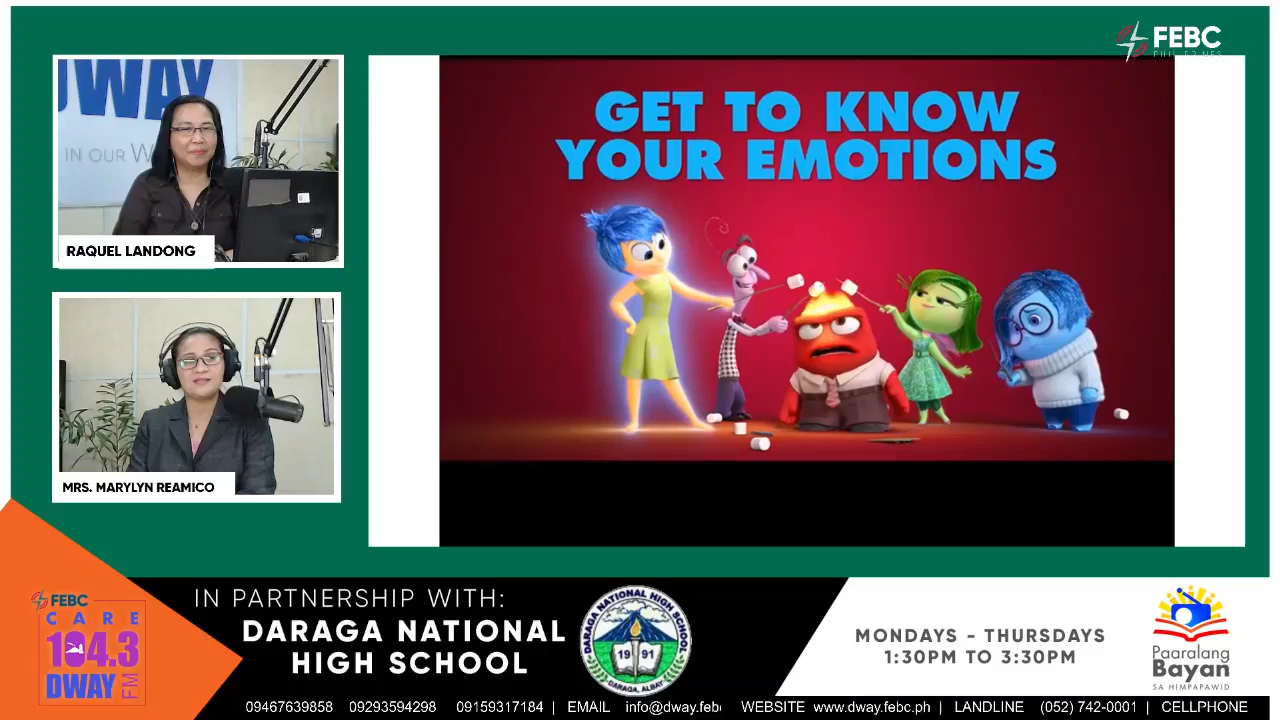 FEBC
PHILIPPINES
DWAY
IN OUR W
RAQUEL LANDONG
MRS. MARYLYN REAMICO
GET TO KNOW
YOUR EMOTIONS
FEBC
CARE
104.3
DWAY
FM
IN PARTNERSHIP WITH:
DARAGA NATIONAL
HIGH SCHOOL
DARAGA NATIONAL HIGH SCHOOL
1991
DARAGA, ALBAY
MONDAYS - THURSDAYS
1:30PM TO 3:30PM
Paaralang
Bayan
SA HIMPAPAWID
09467639858 09293594298 09159317184 | EMAIL info@dway.febc WEBSITE www.dway.febc.ph | LANDLINE (052) 742-0001 | CELLPHONE